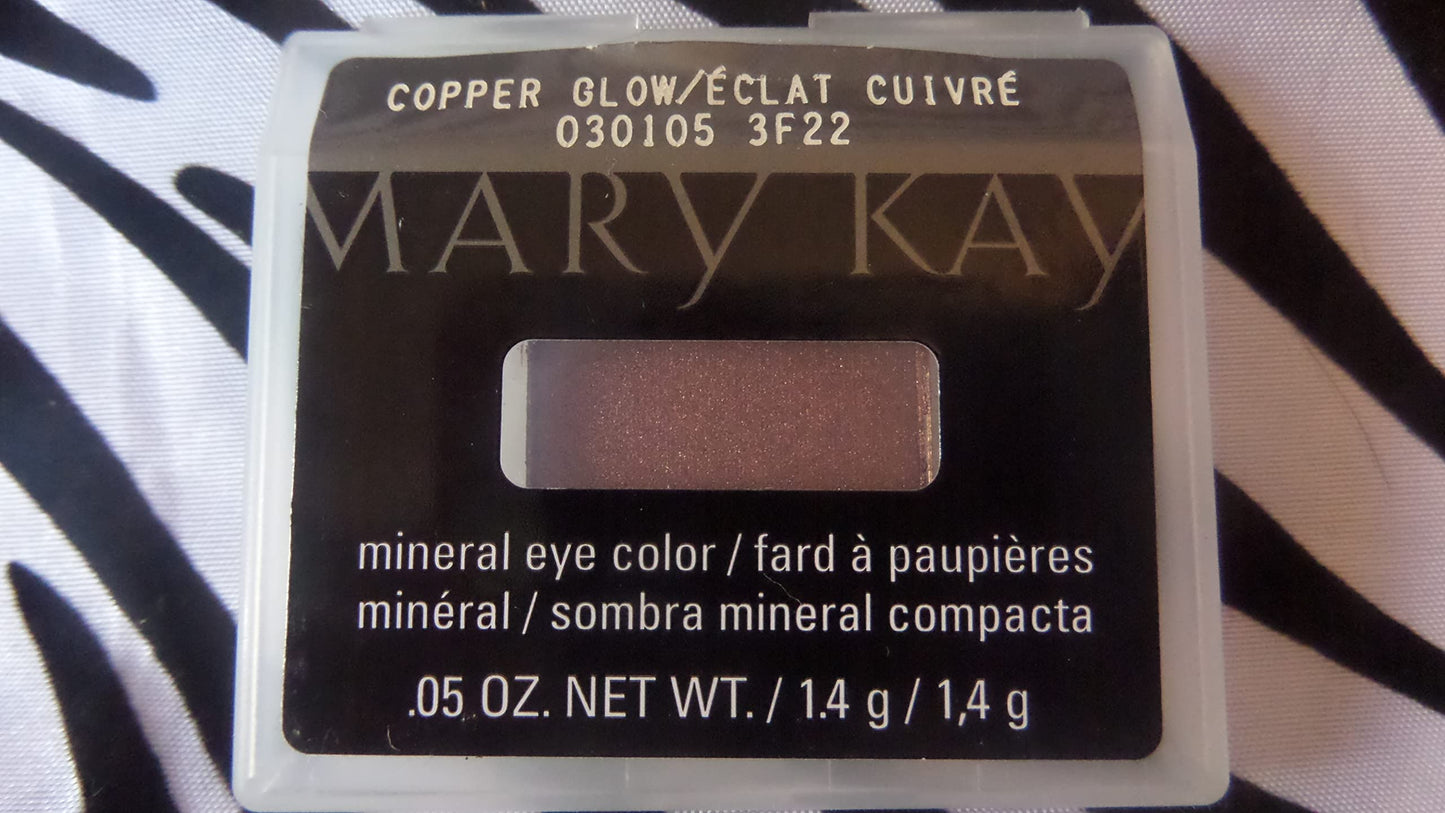 COPPER GLOW/ÉCLAT CUIVRÉ
030105 3F22
MARY KAY
mineral eye color / fard à paupières
minéral / sombra mineral compacta
.05 OZ. NET WT. / 1.4 g / 1,4 g